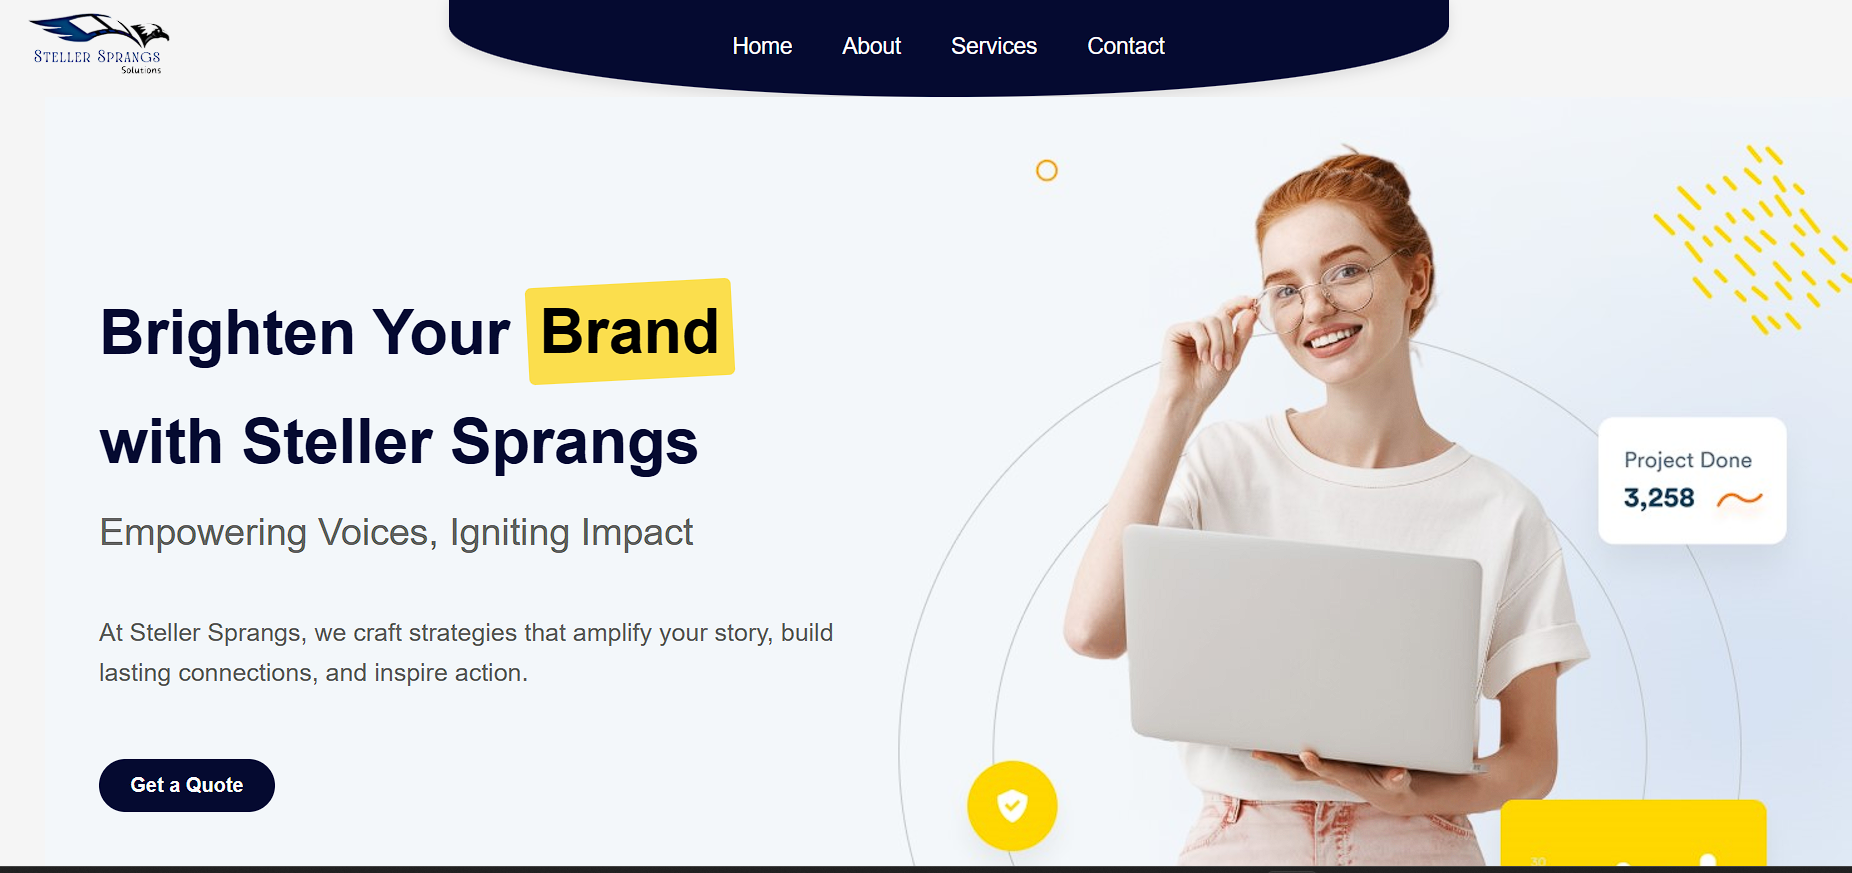 STELLER SPRANGS
Solutions
Home About Services Contact
Brighten Your Brand
with Steller Sprangs
Empowering Voices, Igniting Impact
At Steller Sprangs, we craft strategies that amplify your story, build
lasting connections, and inspire action.
Get a Quote
Project Done
3,258
30